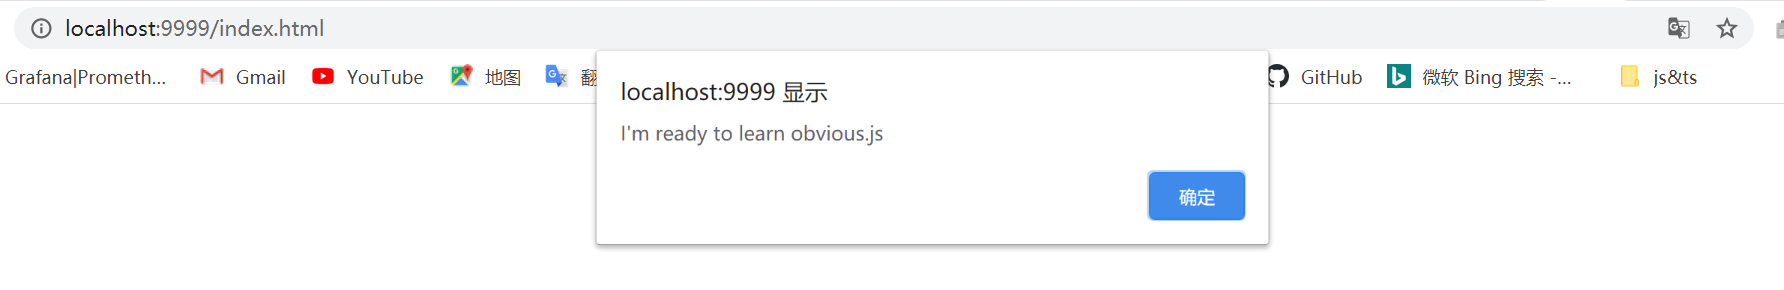 localhost:9999/index.html
Grafana|Prometh... Gmail YouTube 地图 翻 GitHub 微软 Bing 搜索 -... js&ts
localhost:9999 显示
I'm ready to learn obvious.js
确定